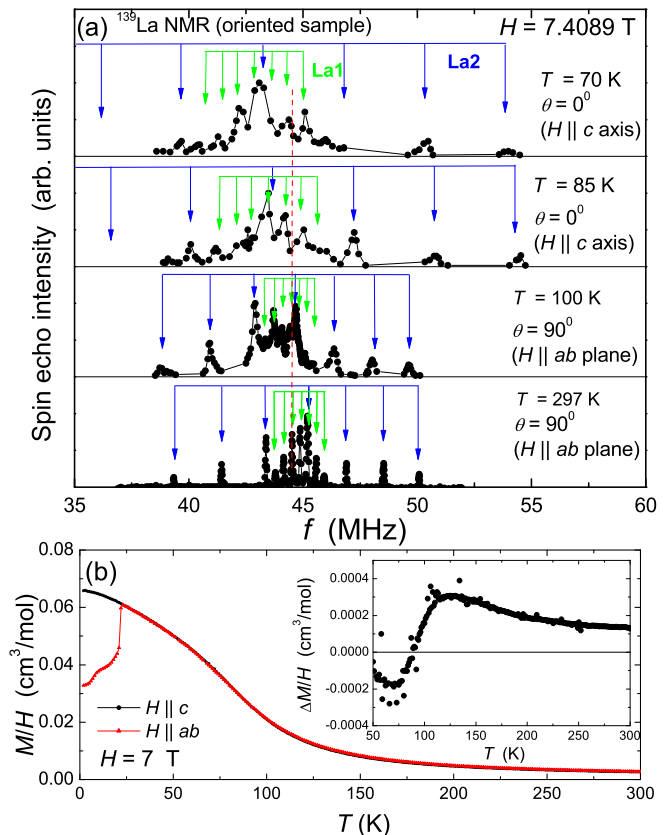 (a) ¹³⁹La NMR (oriented sample) H = 7.4089 T
La1 La2
T = 70 K
θ = 0⁰
(H || c axis)
T = 85 K
θ = 0⁰
(H || c axis)
T = 100 K
θ = 90⁰
(H || ab plane)
T = 297 K
θ = 90⁰
(H || ab plane)
Spin echo intensity (arb. units)
35 40 45 50 55 60
f (MHz)
(b)
0.08
0.06
0.04
0.02
0.00
M/H (cm³/mol)
H || c
H || ab
H = 7 T
0 50 100 150 200 250 300
T (K)
0.0004
0.0002
0.0000
-0.0002
-0.0004
ΔM/H (cm³/mol)
50 100 150 200 250 300
T (K)